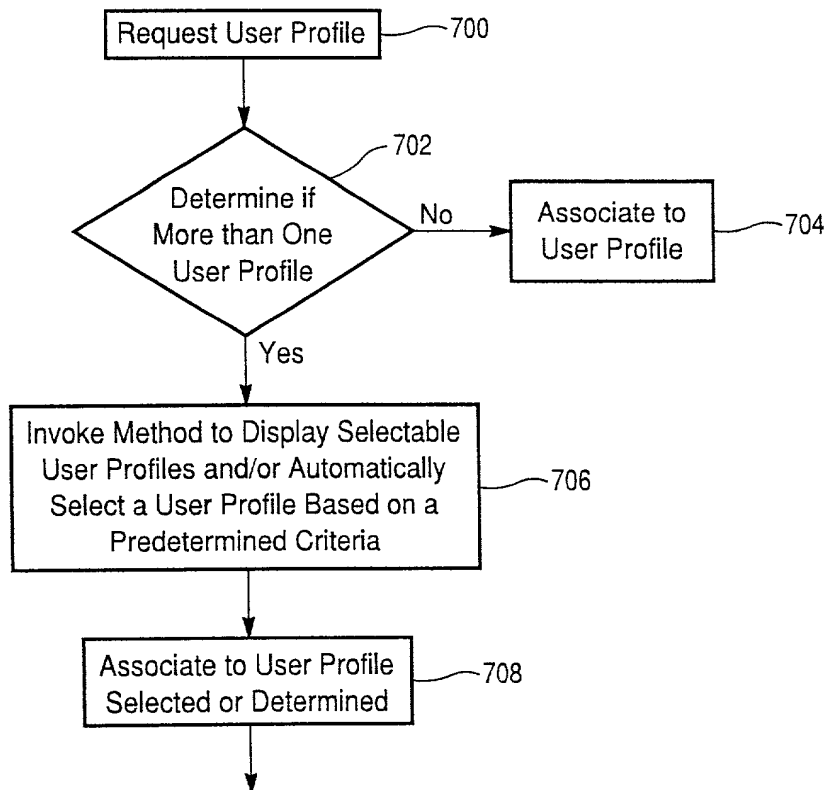 Request User Profile
700
702
Determine if
More than One
User Profile
No
Associate to
User Profile
704
Yes
Invoke Method to Display Selectable
User Profiles and/or Automatically
Select a User Profile Based on a
Predetermined Criteria
706
Associate to User Profile
Selected or Determined
708